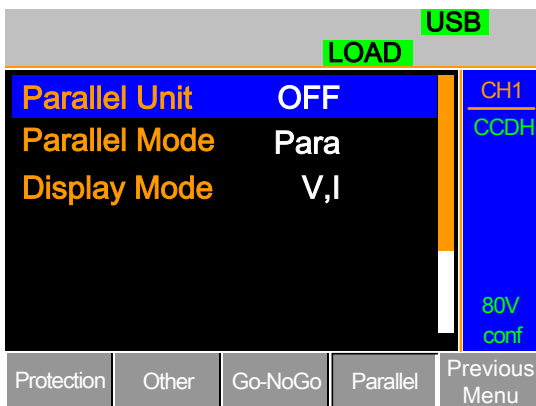 USB
LOAD
Parallel Unit OFF
Parallel Mode Para
Display Mode V,I
CH1
CCDH
80V
conf
Protection Other Go-NoGo Parallel Previous Menu